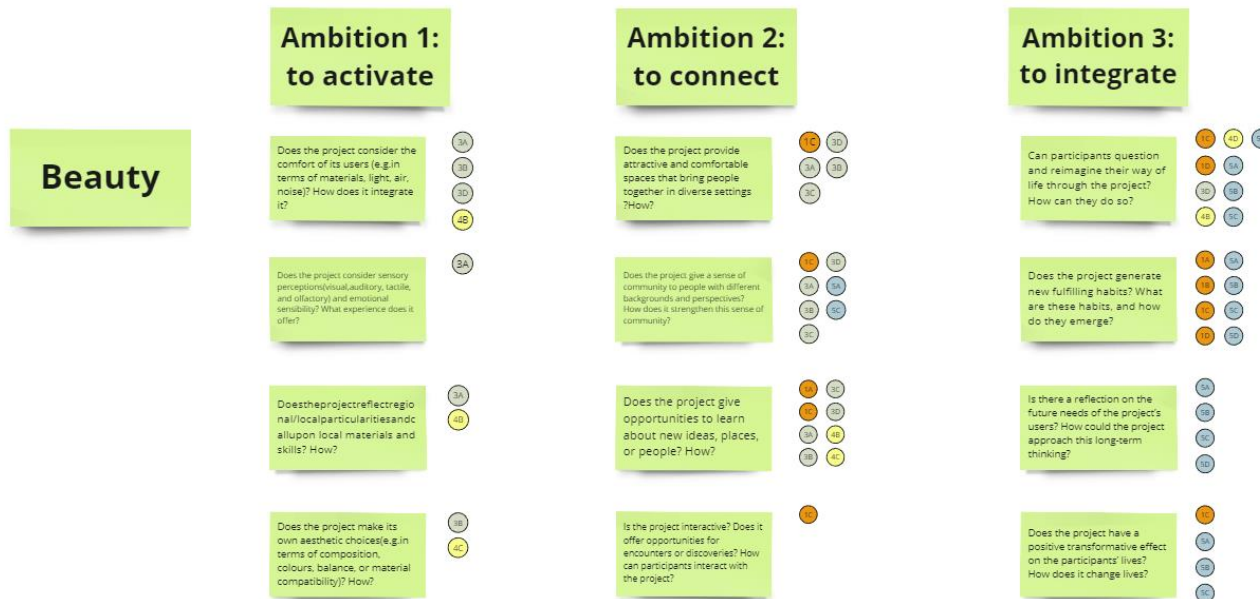 Ambition 1:
to activate
Ambition 2:
to connect
Ambition 3:
to integrate
Beauty
Does the project consider the
comfort of its users (e.g.in
terms of materials, light, air,
noise)? How does it integrate
it?
3A
3B
3D
4B
Does the project provide
attractive and comfortable
spaces that bring people
together in diverse settings
?How?
1C 3D
3A 3B
3C
Can participants question
and reimagine their way of
life through the project?
How can they do so?
1C 4D
1D 5A
3D 5B
4B 5C
Does the project consider sensory
perceptions(visual,auditory, tactile,
and olfactory) and emotional
sensibility? What experience does it
offer?
3A
Does the project give a sense of
community to people with different
backgrounds and perspectives?
How does it strengthen this sense of
community?
1C 3D
3A 5A
3B 5C
3C
Does the project generate
new fulfilling habits? What
are these habits, and how
do they emerge?
1A 5A
1B 5B
1C 5C
1D 5D
Doestheprojectreflectregio
nal/localparticularitiesandc
allupon local materials and
skills? How?
3A
4B
Does the project give
opportunities to learn
about new ideas, places,
or people? How?
1A 3C
1C 3D
3A 4B
3B 4C
Is there a reflection on the
future needs of the project's
users? How could the project
approach this long-term
thinking?
5A
5B
5C
5D
Does the project make its
own aesthetic choices(e.g.in
terms of composition,
colours, balance, or material
compatibility)? How?
3B
4C
Is the project interactive? Does it
offer opportunities for
encounters or discoveries? How
can participants interact with
the project?
1C
Does the project have a
positive transformative effect
on the participants' lives?
How does it change lives?
1C
5A
5B
5C